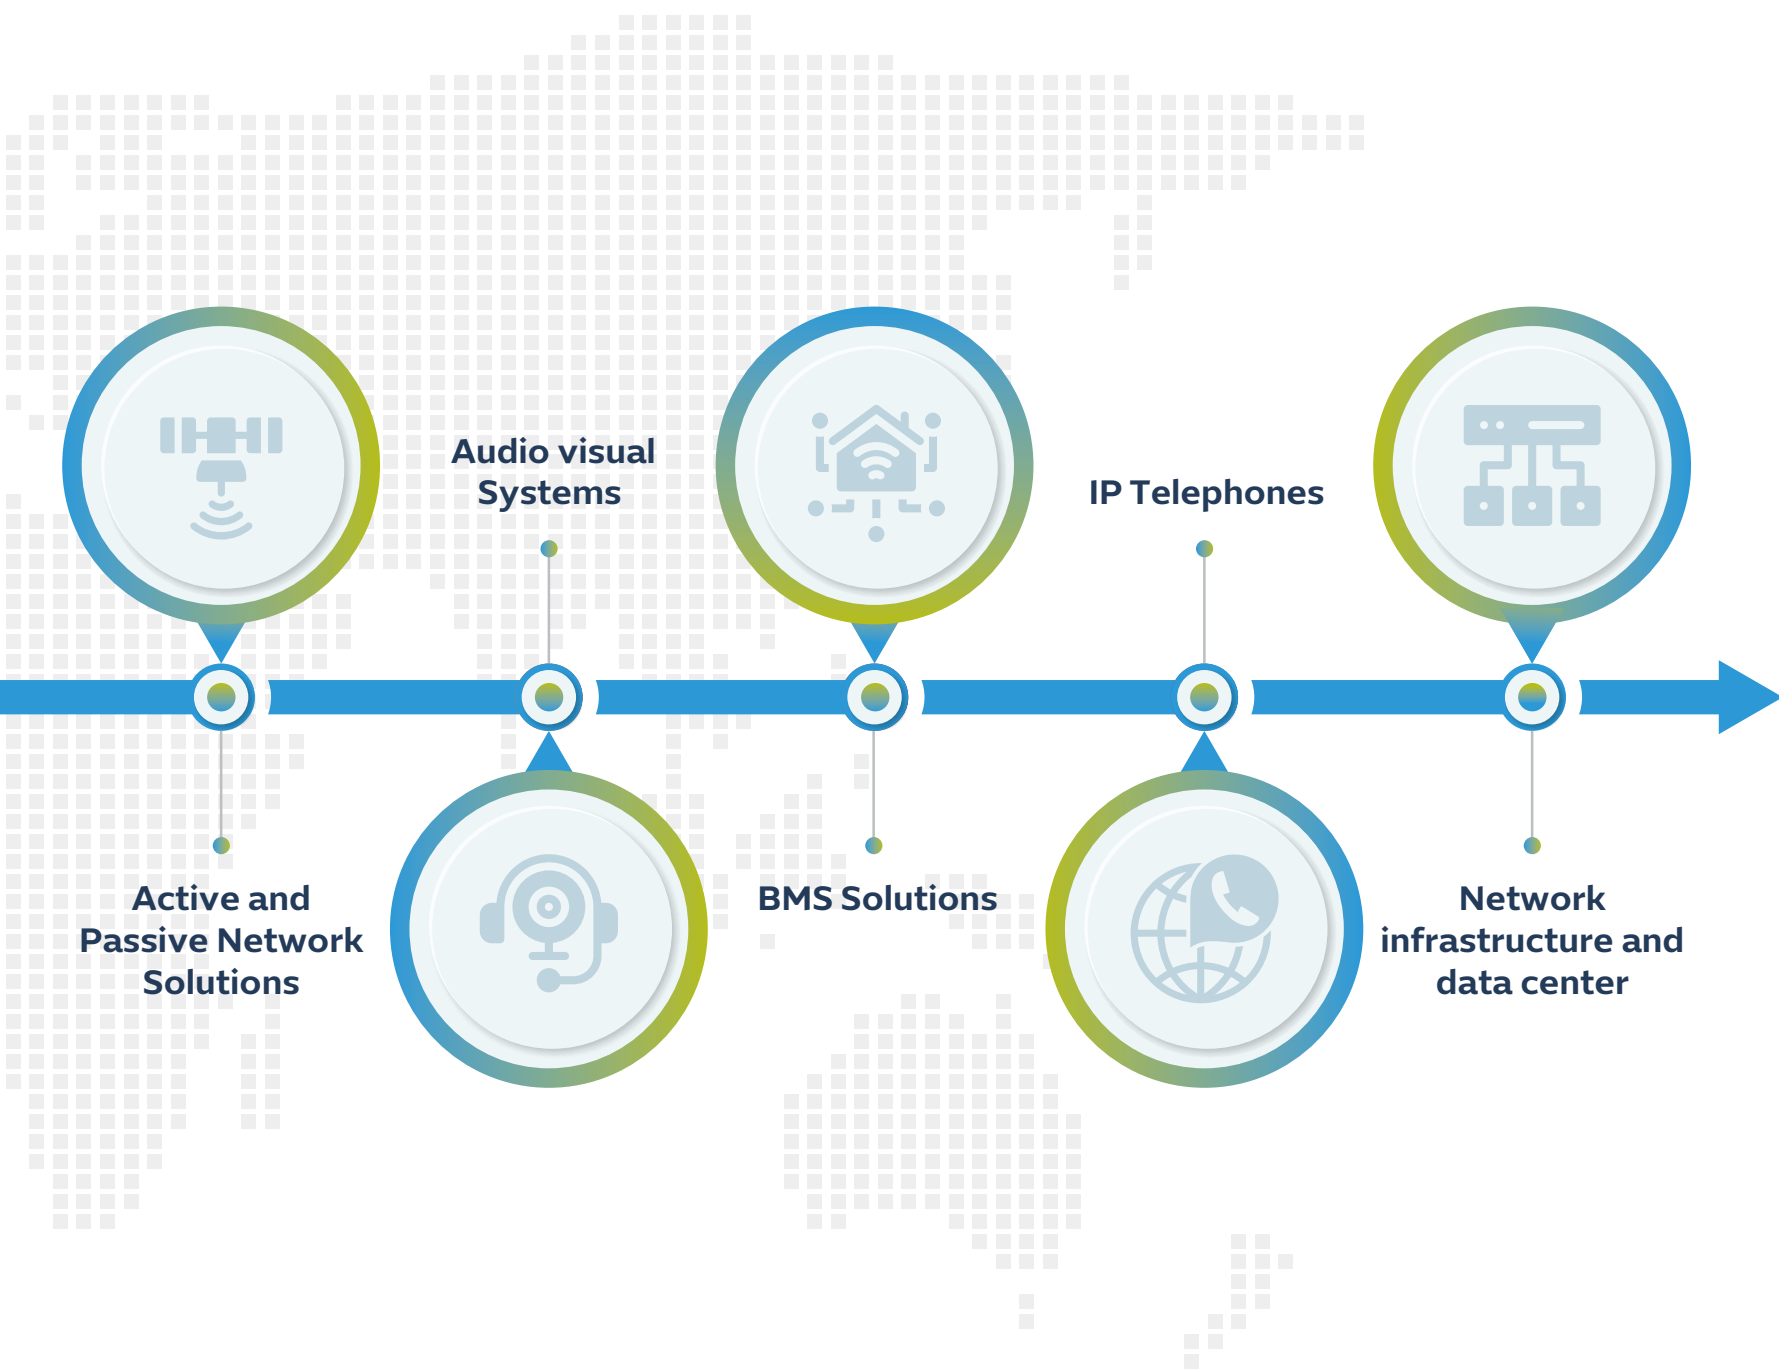 Active and
Passive Network
Solutions
Audio visual
Systems
BMS Solutions
IP Telephones
Network
infrastructure and
data center